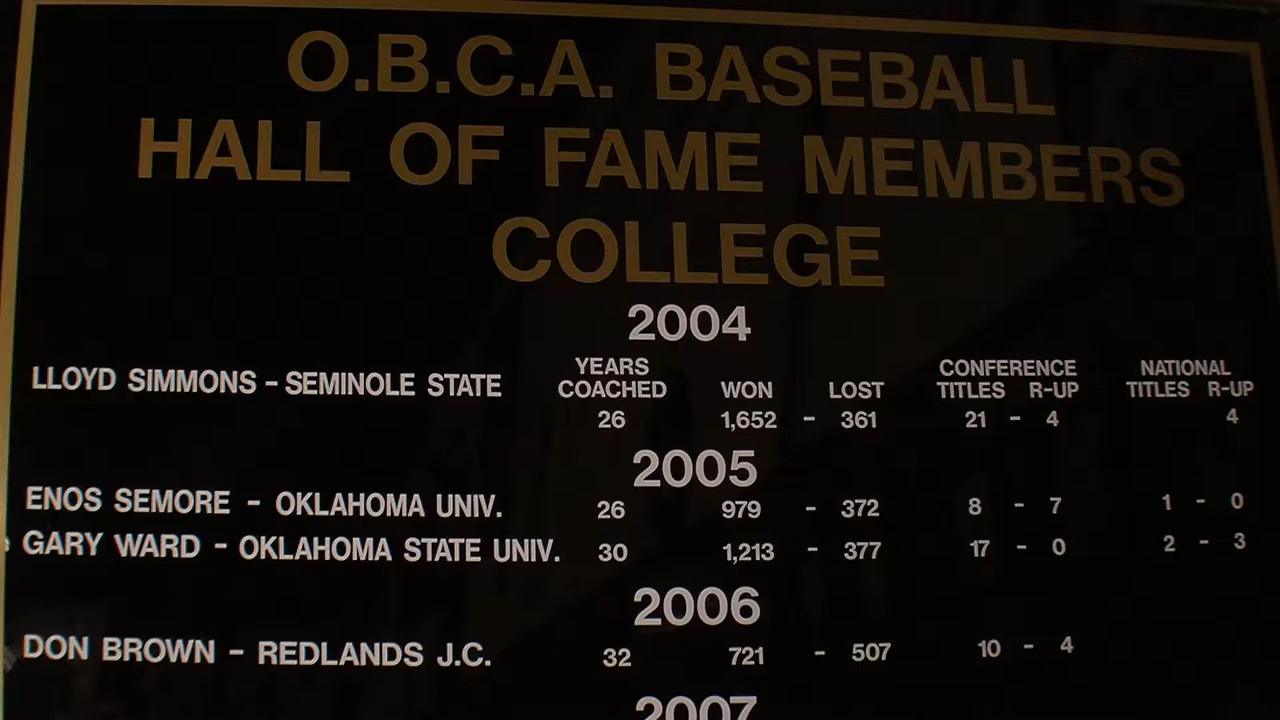 O.B.C.A. BASEBALL
HALL OF FAME MEMBERS
COLLEGE
2004
YEARS CONFERENCE NATIONAL
LLOYD SIMMONS - SEMINOLE STATE COACHED WON LOST TITLES R-UP TITLES R-UP
26 1,652 - 361 21 - 4 4
2005
ENOS SEMORE - OKLAHOMA UNIV. 26 979 - 372 8 - 7 1 - 0
GARY WARD - OKLAHOMA STATE UNIV. 30 1,213 - 377 17 - 0 2 - 3
2006
DON BROWN - REDLANDS J.C. 32 721 - 507 10 - 4
2007